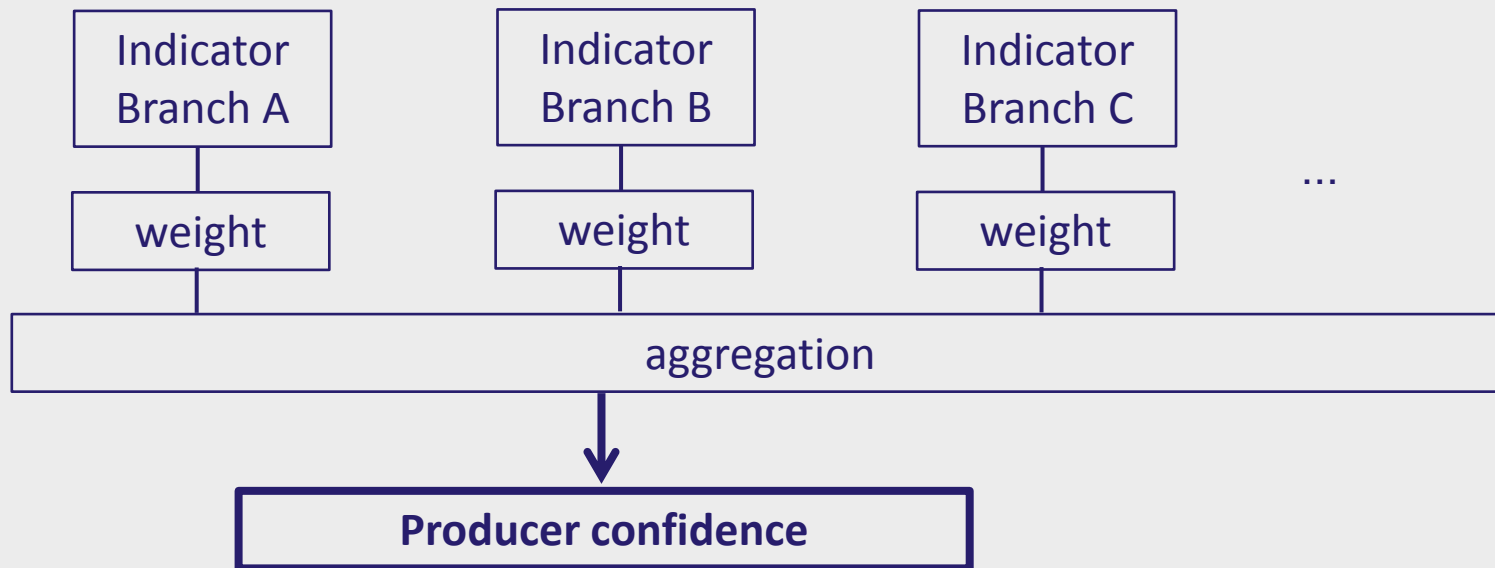 Indicator
Branch A
Indicator
Branch B
Indicator
Branch C
...
weight
weight
weight
aggregation
Producer confidence